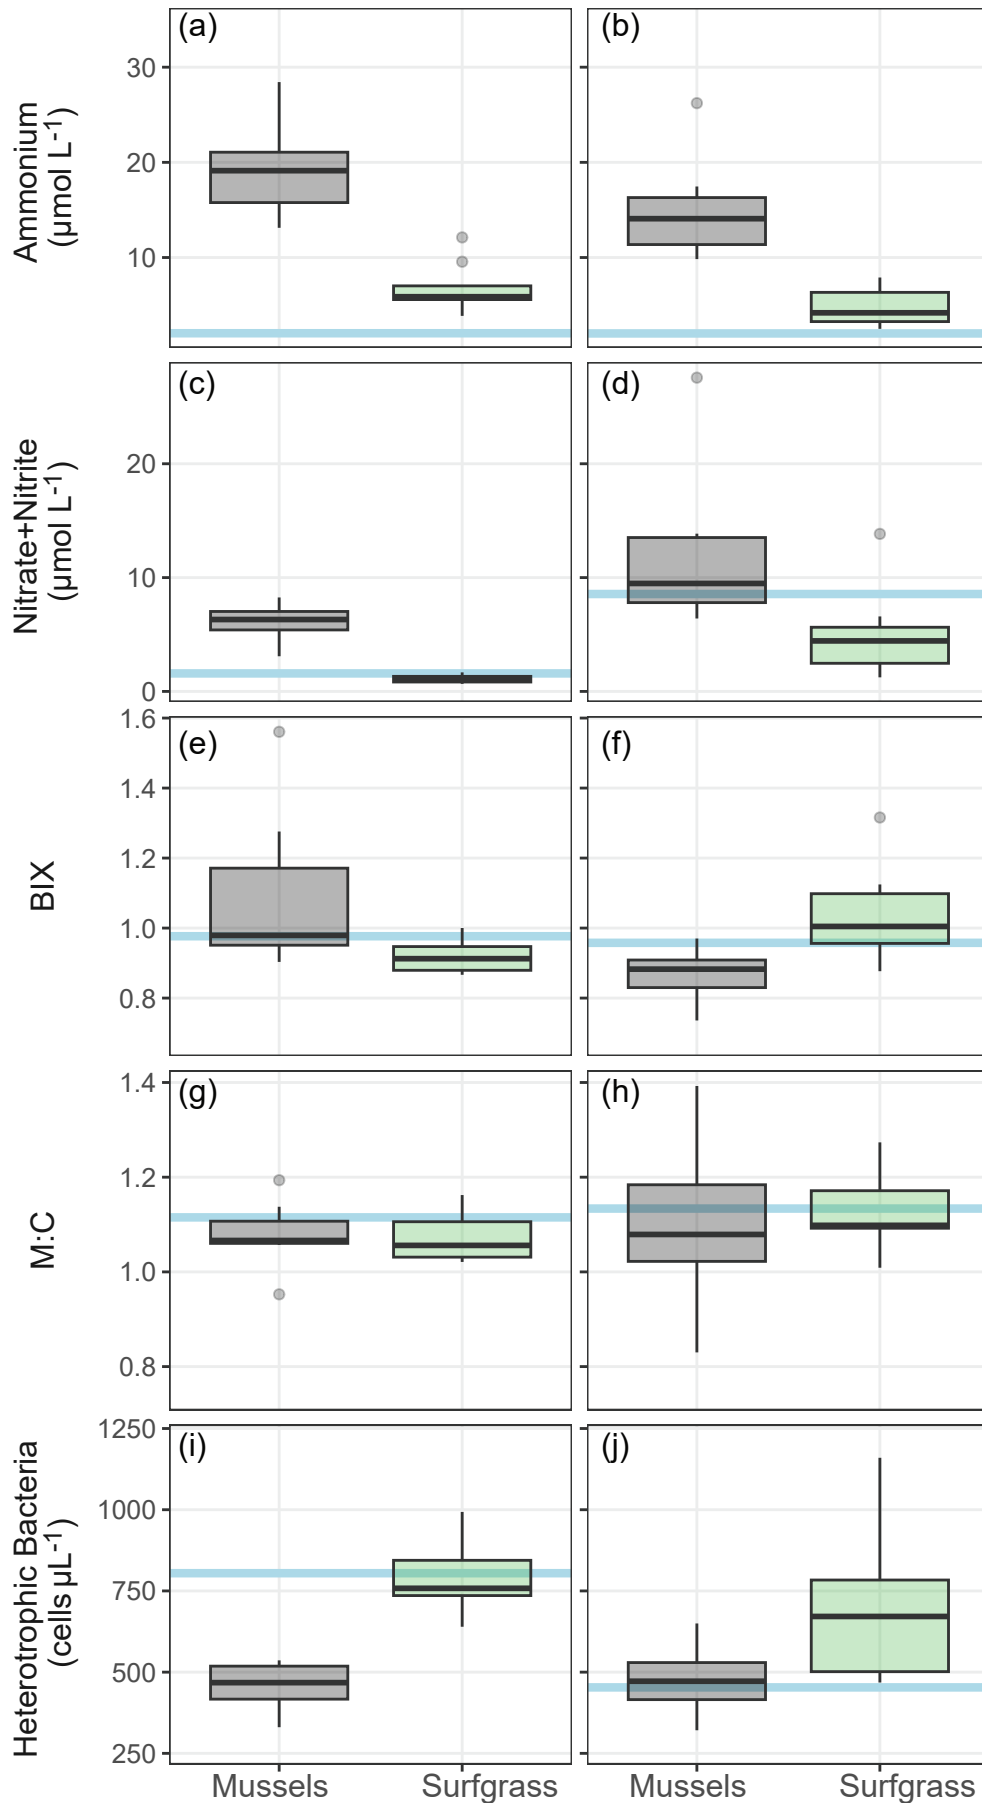 (a)
(b)
Ammonium
(µmol L-1)
30
20
10
(c)
(d)
Nitrate+Nitrite
(µmol L-1)
20
10
0
(e)
(f)
BIX
1.6
1.4
1.2
1.0
0.8
(g)
(h)
M:C
1.4
1.2
1.0
0.8
(i)
(j)
Heterotrophic Bacteria
(cells µL-1)
1250
1000
750
500
250
Mussels
Surfgrass
Mussels
Surfgrass